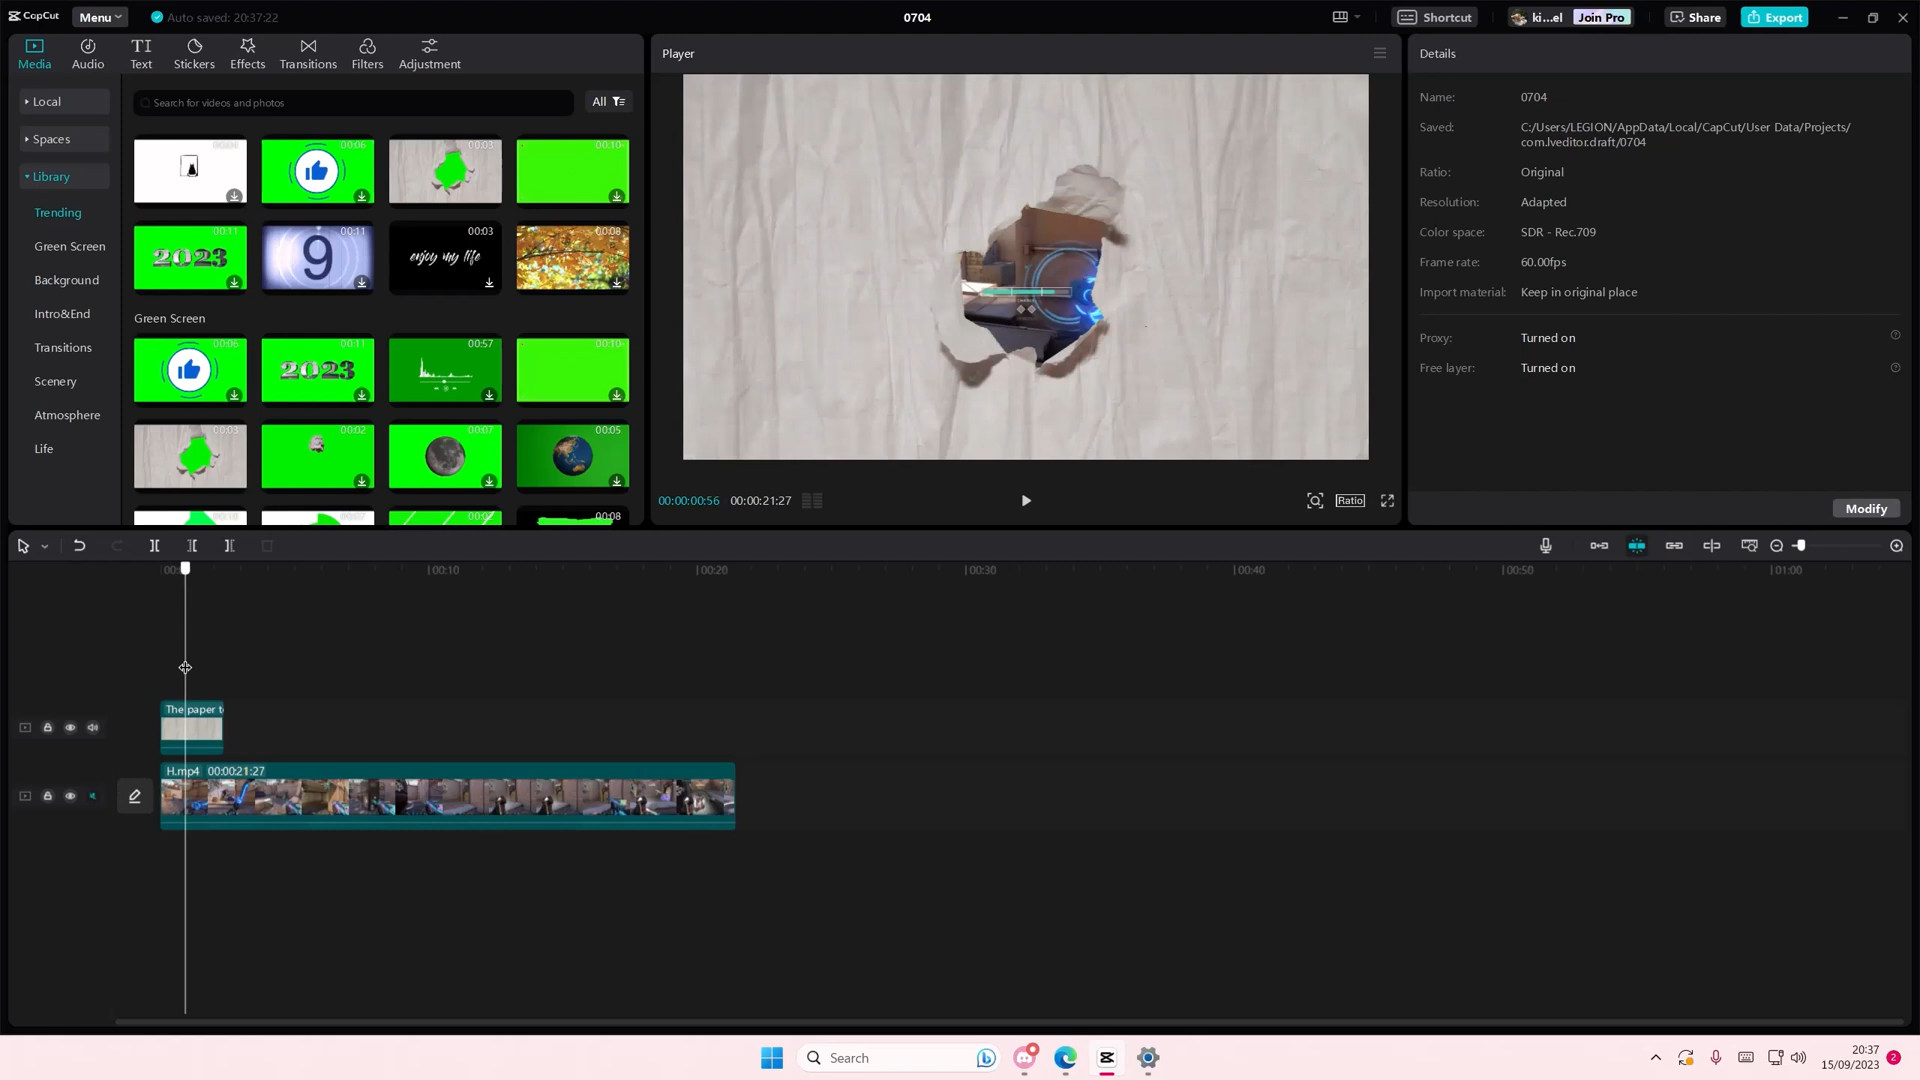 CapCut
Menu
Auto saved: 20:37:22
0704
Shortcut
ki...el
Join Pro
Share
Export
Media
Audio
Text
Stickers
Effects
Transitions
Filters
Adjustment
Local
Spaces
Library
Trending
Green Screen
Background
Intro&End
Transitions
Scenery
Atmosphere
Life
Search for videos and photos
All
00:06
00:03
00:10
00:11
2023
00:11
9
00:03
enjoy my life
00:08
Green Screen
00:06
00:11
2023
00:57
00:10
00:03
00:02
00:07
00:05
00:08
Player
00:00:00:56
00:00:21:27
Ratio
Details
Name: 0704
Saved: C:/Users/LEGION/AppData/Local/CapCut/User Data/Projects/
com.lveditor.draft/0704
Ratio: Original
Resolution: Adapted
Color space: SDR - Rec.709
Frame rate: 60.00fps
Import material: Keep in original place
Proxy: Turned on
Free layer: Turned on
Modify
00:10
00:20
00:30
00:40
00:50
01:00
The paper t
H.mp4 00:00:21:27
Search
20:37
15/09/2023
2